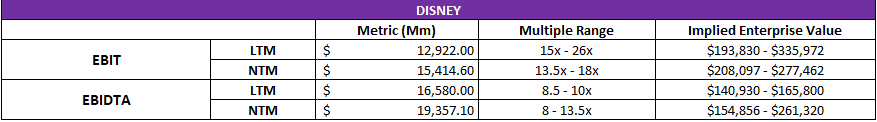 DISNEY
Metric (Mm) Multiple Range Implied Enterprise Value
EBIT LTM $ 12,922.00 15x - 26x $193,830 - $335,972
NTM $ 15,414.60 13.5x - 18x $208,097 - $277,462
EBIDTA LTM $ 16,580.00 8.5 - 10x $140,930 - $165,800
NTM $ 19,357.10 8 - 13.5x $154,856 - $261,320